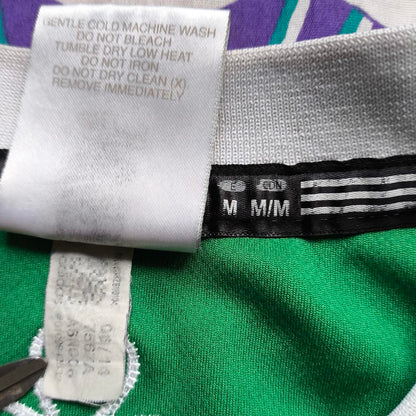 GENTLE COLD MACHINE WASH
DO NOT BLEACH
TUMBLE DRY LOW HEAT
DO NOT IRON
DO NOT DRY CLEAN (X)
REMOVE IMMEDIATELY
E CDN
M M/M